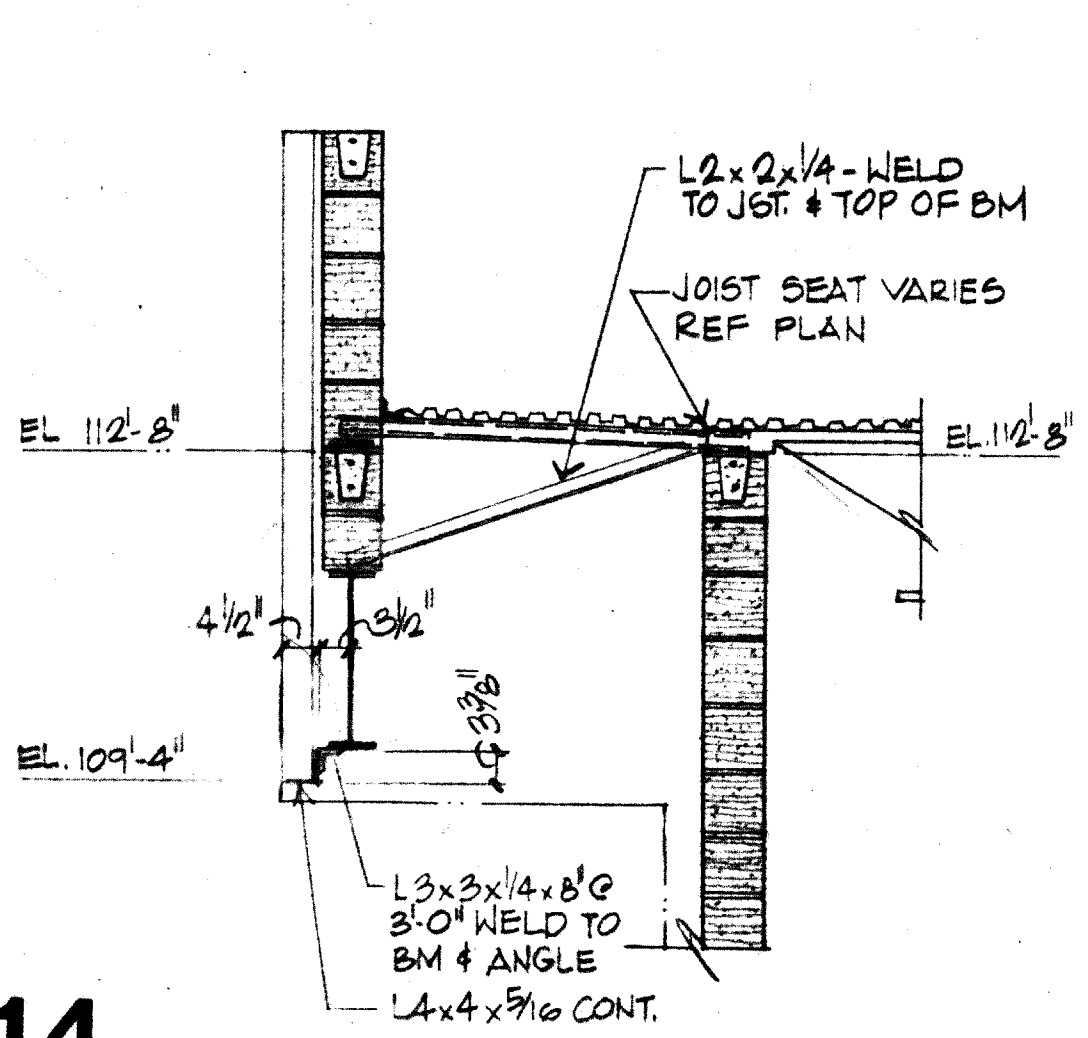 L2x2x1/4 - WELD
TO JST. & TOP OF BM
JOIST SEAT VARIES
REF PLAN
EL 112'-8"
EL. 112'-8"
4 1/2"
3 1/2"
3 3/8"
EL. 109'-4"
L3x3x1/4x8" @
3'-0" WELD TO
BM & ANGLE
L4x4x5/16 CONT.
14